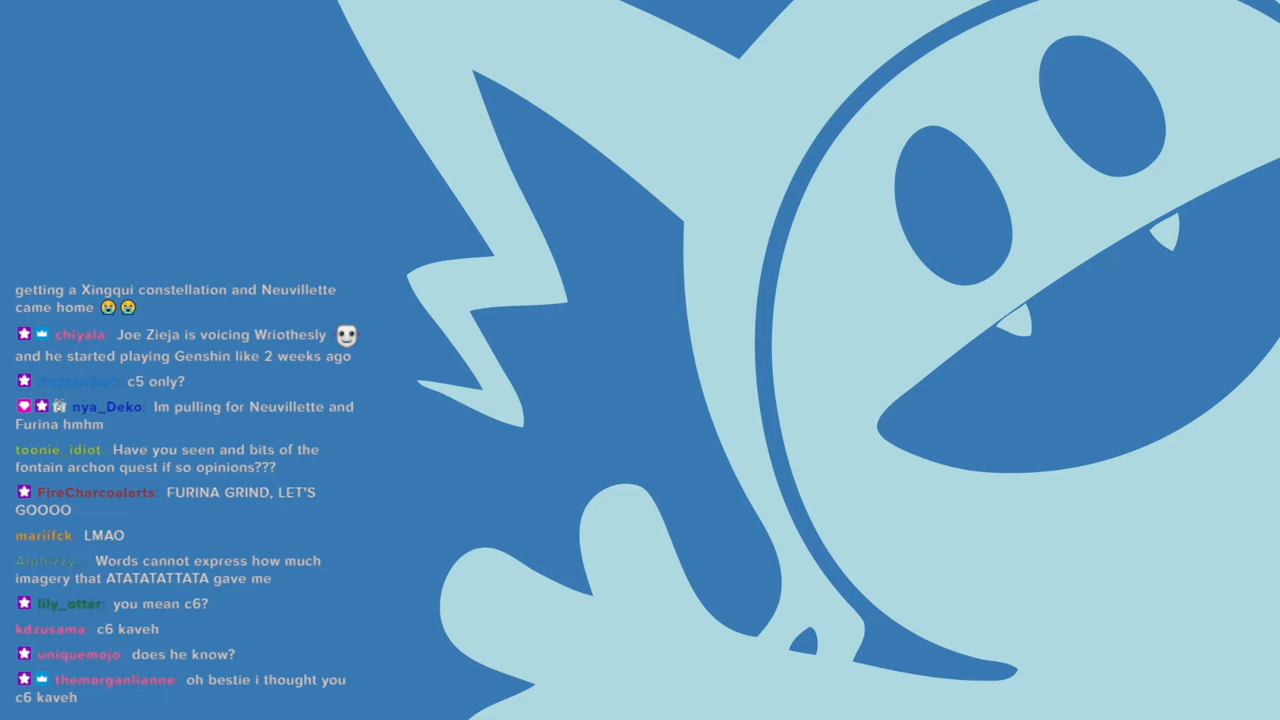 getting a Xingqui constellation and Neuvillette
came home 😭😭
chiyala: Joe Zieja is voicing Wriothesly
and he started playing Genshin like 2 weeks ago
c5 only?
nya_Deko: Im pulling for Neuvillette and
Furina hmhm
toonie_idiot: Have you seen and bits of the
fontain archon quest if so opinions???
FireCharcoalarts: FURINA GRIND, LET'S
GOOOO
mariifck: LMAO
Alphizzy_: Words cannot express how much
imagery that ATATATATTATA gave me
lily_otter: you mean c6?
kdzusama: c6 kaveh
uniquemojo: does he know?
themorganlianne: oh bestie i thought you
c6 kaveh